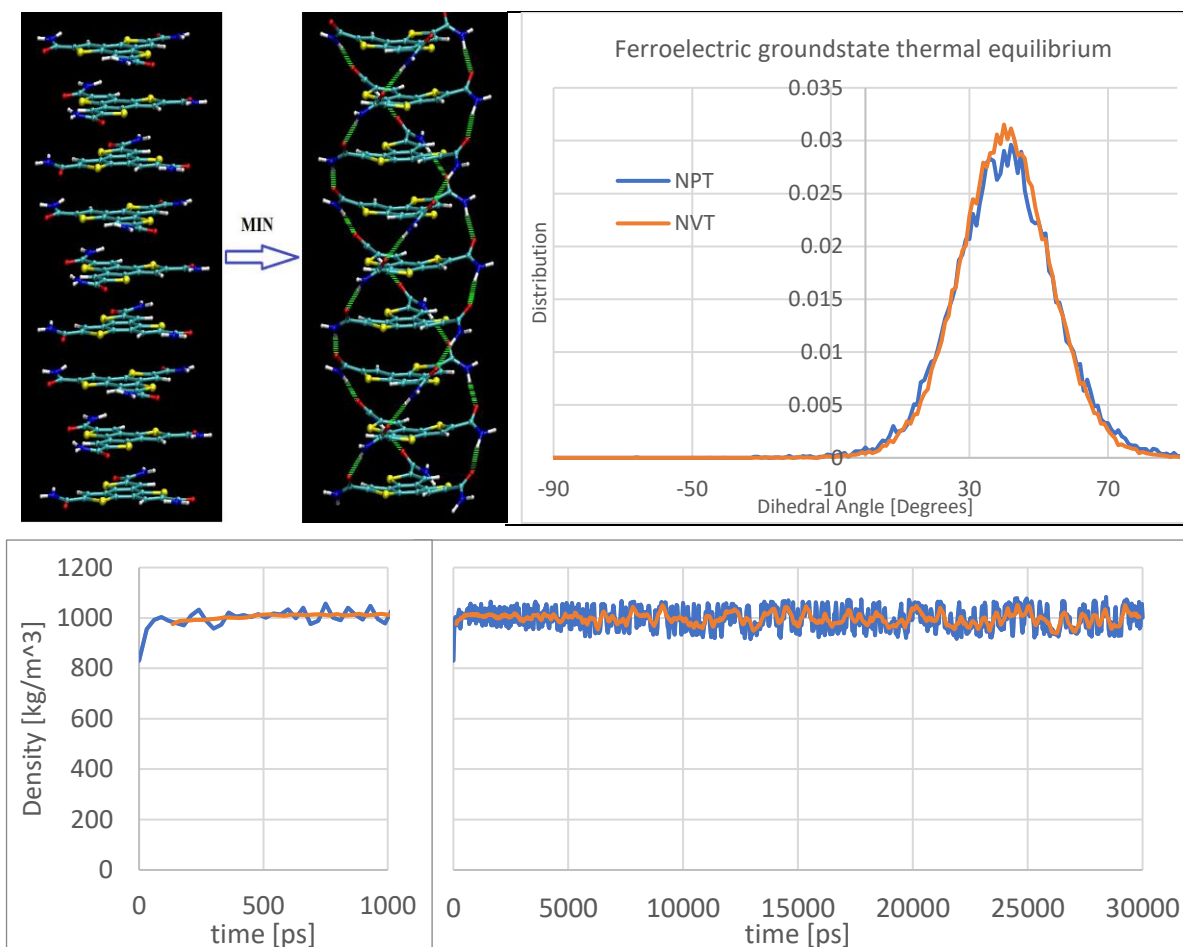 MIN
Ferroelectric groundstate thermal equilibrium
0.035
0.03
0.025
0.02
0.015
0.01
0.005
0
Distribution
NPT
NVT
-90 -50 -10 30 70
Dihedral Angle [Degrees]
1200
1000
800
600
400
200
0
Density [kg/m^3]
0 500 1000
time [ps]
0 5000 10000 15000 20000 25000 30000
time [ps]